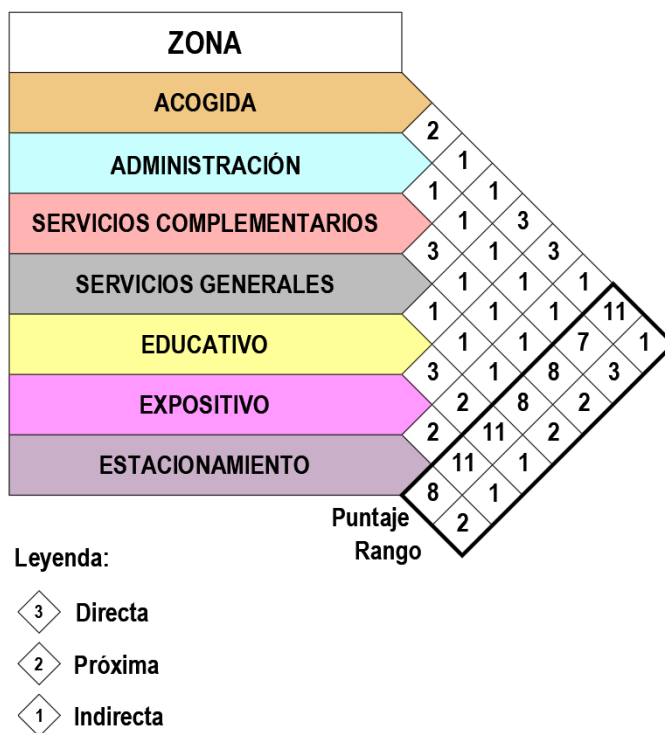 ZONA
ACOGIDA
2
ADMINISTRACIÓN 1
1 1
SERVICIOS COMPLEMENTARIOS 1 3
3 1 3
SERVICIOS GENERALES 1 1 1
1 1 1 11
EDUCATIVO 1 1 7 1
3 1 8 3
EXPOSITIVO 2 8 2
2 11 2
ESTACIONAMIENTO 11 1
8 1
Puntaje 2
Rango
Leyenda:
3 Directa
2 Próxima
1 Indirecta